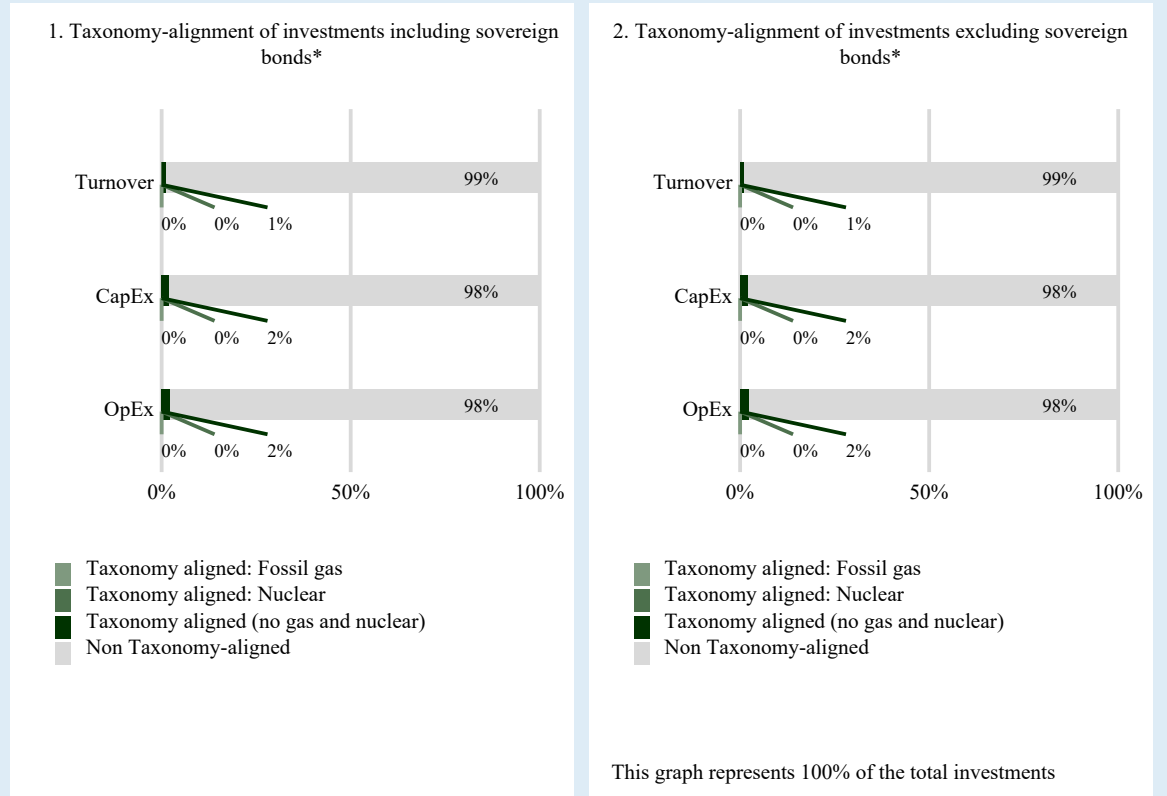 1. Taxonomy-alignment of investments including sovereign
bonds*
Turnover
99%
0% 0% 1%
CapEx
98%
0% 0% 2%
OpEx
98%
0% 0% 2%
0% 50% 100%
Taxonomy aligned: Fossil gas
Taxonomy aligned: Nuclear
Taxonomy aligned (no gas and nuclear)
Non Taxonomy-aligned
2. Taxonomy-alignment of investments excluding sovereign
bonds*
Turnover
99%
0% 0% 1%
CapEx
98%
0% 0% 2%
OpEx
98%
0% 0% 2%
0% 50% 100%
Taxonomy aligned: Fossil gas
Taxonomy aligned: Nuclear
Taxonomy aligned (no gas and nuclear)
Non Taxonomy-aligned
This graph represents 100% of the total investments